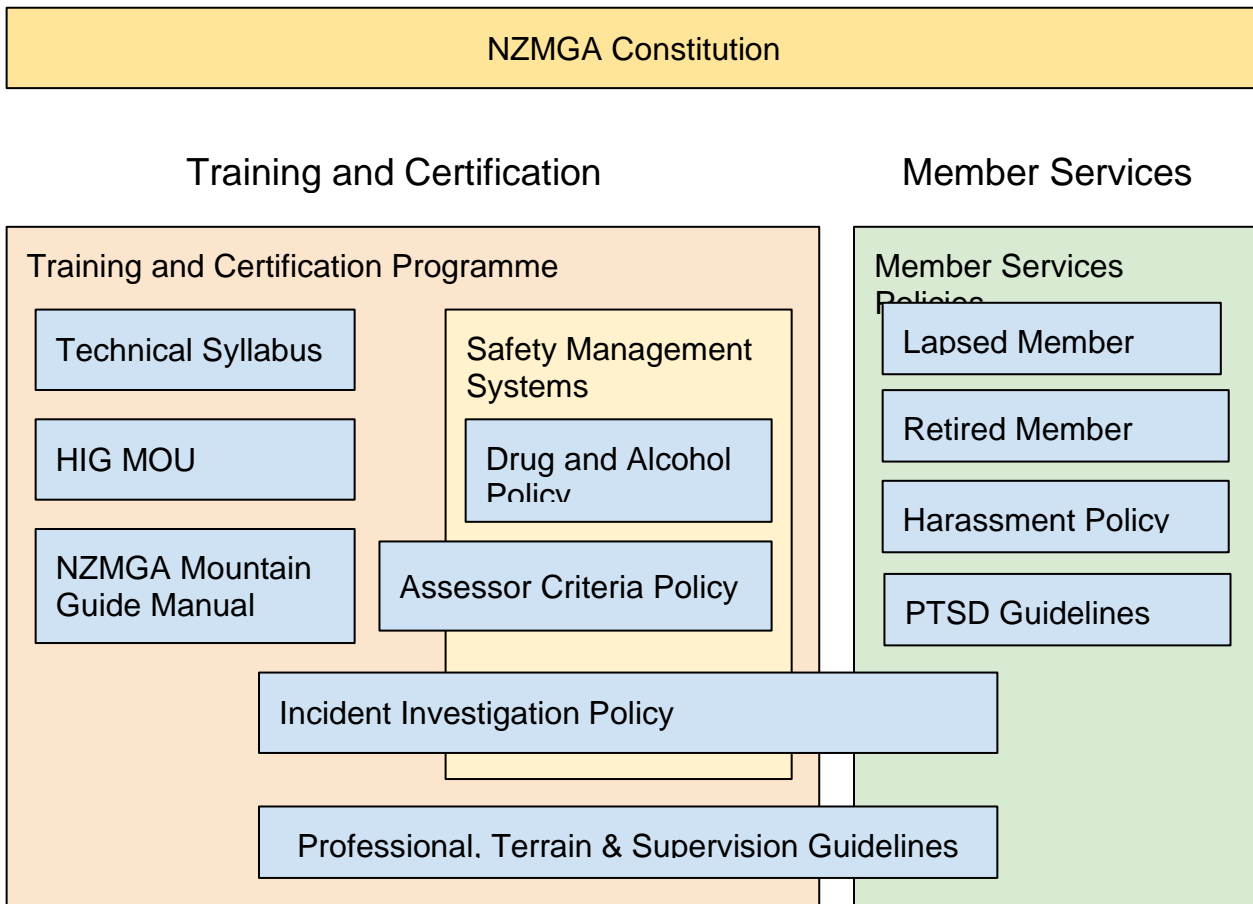 NZMGA Constitution
Training and Certification
Member Services
Training and Certification Programme
Technical Syllabus
HIG MOU
NZMGA Mountain
Guide Manual
Safety Management
Systems
Drug and Alcohol
Policy
Assessor Criteria Policy
Incident Investigation Policy
Professional, Terrain & Supervision Guidelines
Member Services
Policies
Lapsed Member
Retired Member
Harassment Policy
PTSD Guidelines